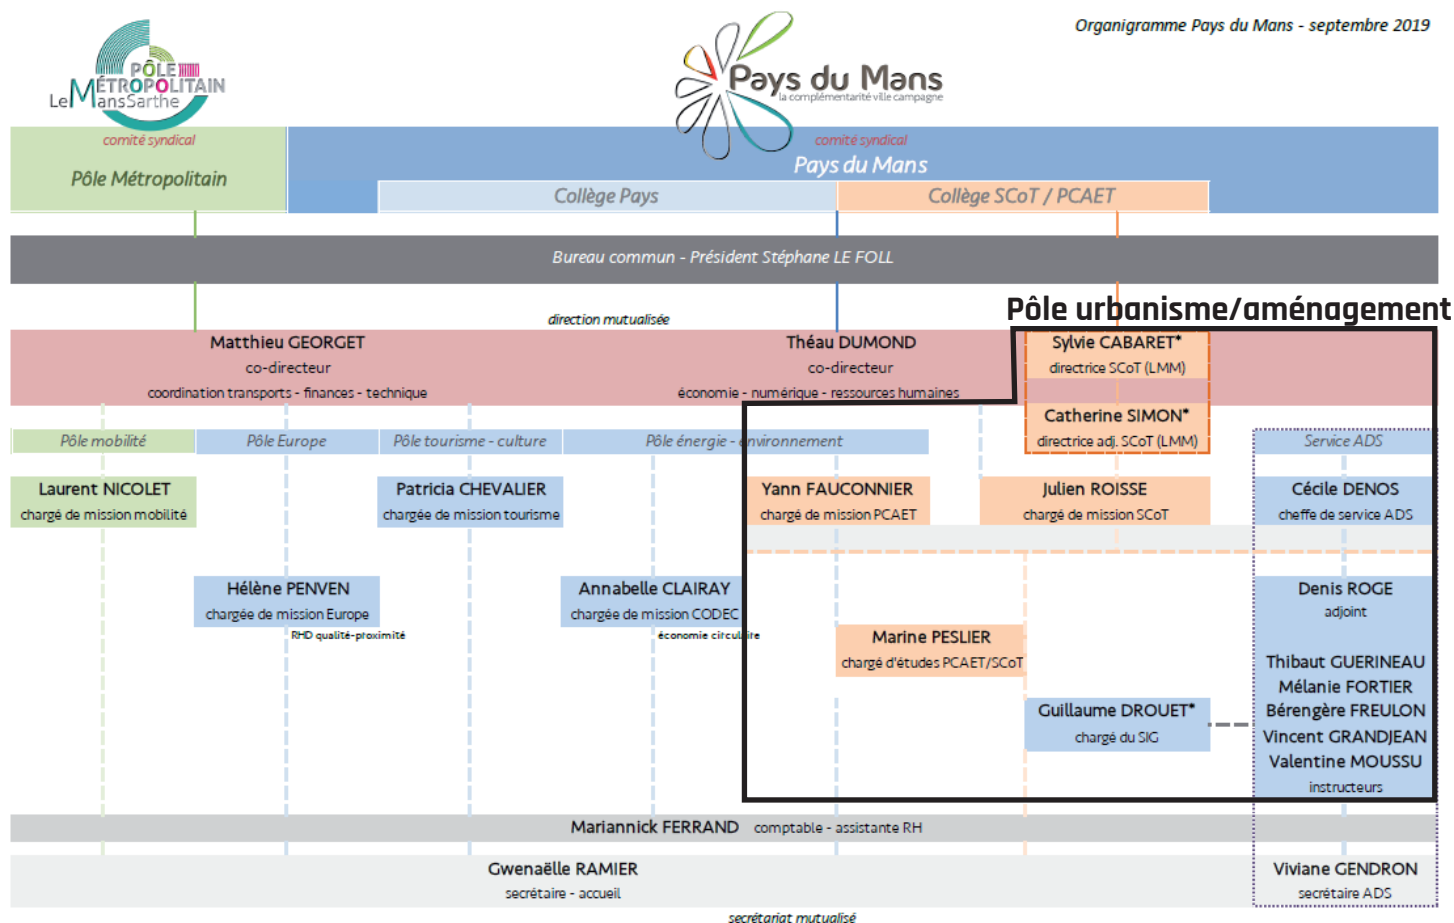 Organigramme Pays du Mans - septembre 2019
PÔLE
MÉTROPOLITAIN
LeMansSarthe
Pays du Mans
la complémentarité ville campagne
comité syndical
Pôle Métropolitain
comité syndical
Pays du Mans
Collège Pays
Collège SCoT / PCAET
Bureau commun - Président Stéphane LE FOLL
Pôle urbanisme/aménagement
direction mutualisée
Matthieu GEORGET
co-directeur
coordination transports - finances - technique
Théau DUMOND
co-directeur
économie - numérique - ressources humaines
Sylvie CABARET*
directrice SCoT (LMM)
Catherine SIMON*
directrice adj. SCoT (LMM)
Pôle mobilité
Pôle Europe
Pôle tourisme - culture
Pôle énergie - environnement
Service ADS
Laurent NICOLET
chargé de mission mobilité
Patricia CHEVALIER
chargée de mission tourisme
Yann FAUCONNIER
chargé de mission PCAET
Julien ROISSE
chargé de mission SCoT
Cécile DENOS
cheffe de service ADS
Hélène PENVEN
chargée de mission Europe
RHD qualité-proximité
Annabelle CLAIRAY
chargée de mission CODEC
économie circulaire
Marine PESLIER
chargé d'études PCAET/SCoT
Guillaume DROUET*
chargé du SIG
Denis ROGE
adjoint
Thibaut GUERINEAU
Mélanie FORTIER
Bérengère FREULON
Vincent GRANDJEAN
Valentine MOUSSU
instructeurs
Mariannick FERRAND comptable - assistante RH
Gwenaëlle RAMIER
secrétaire - accueil
Viviane GENDRON
secrétaire ADS
secrétariat mutualisé